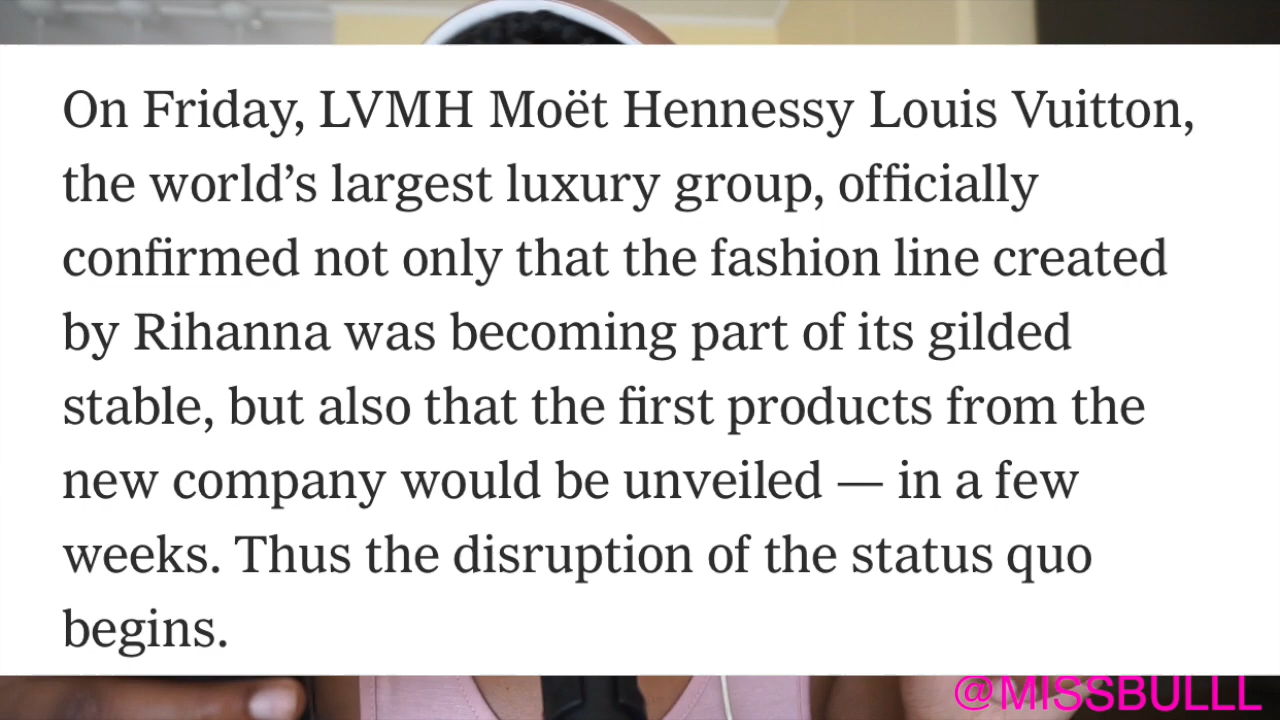 On Friday, LVMH Moët Hennessy Louis Vuitton,
the world’s largest luxury group, officially
confirmed not only that the fashion line created
by Rihanna was becoming part of its gilded
stable, but also that the first products from the
new company would be unveiled — in a few
weeks. Thus the disruption of the status quo
begins.
@MISSBULLL